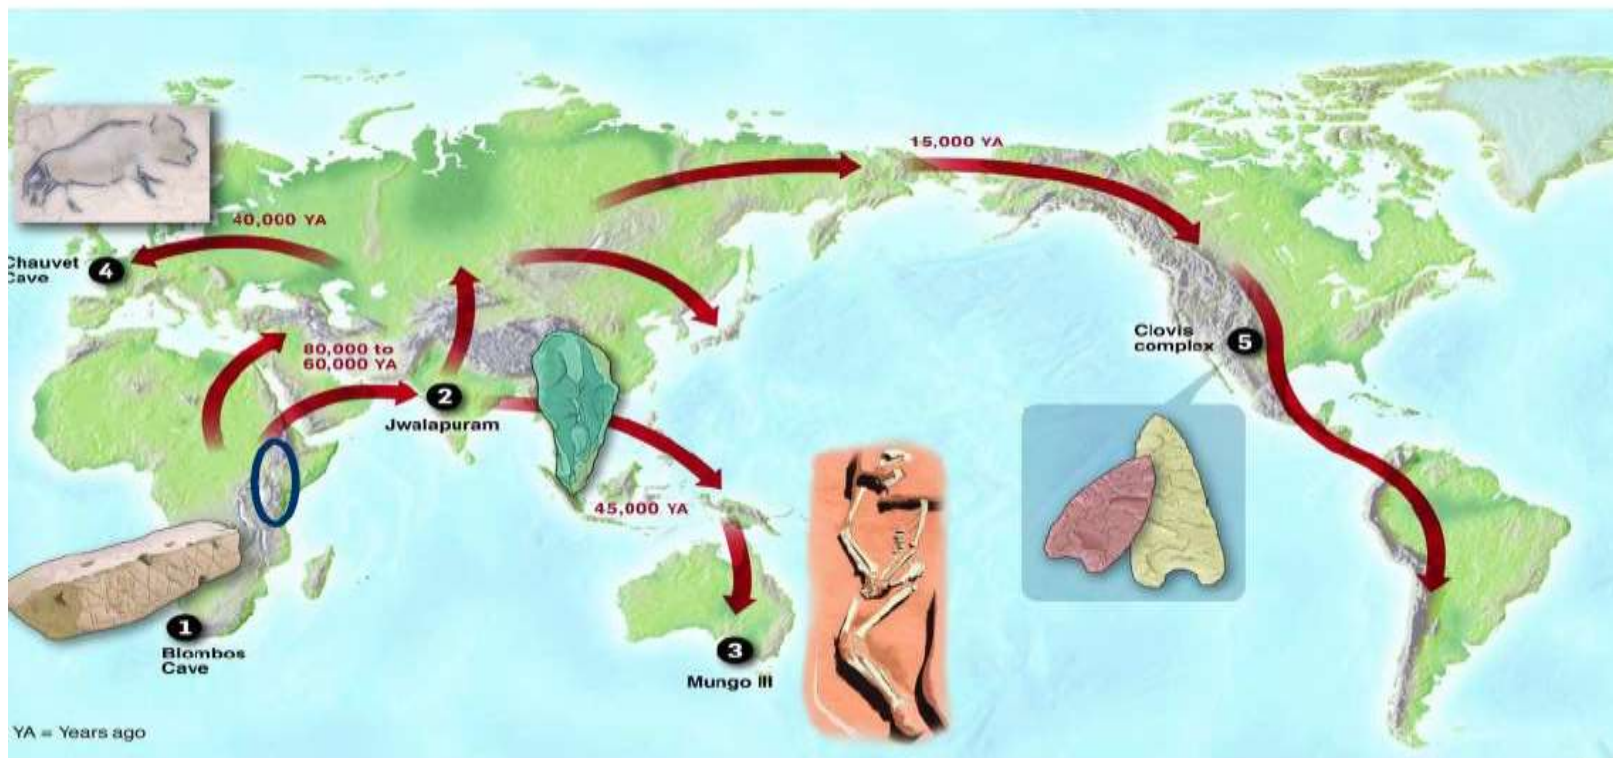 15,000 YA
40,000 YA
Chauvet
Cave
4
80,000 to
60,000 YA
2
Jwalapuram
Clovis
complex
5
45,000 YA
1
Blombos
Cave
3
Mungo III
YA = Years ago